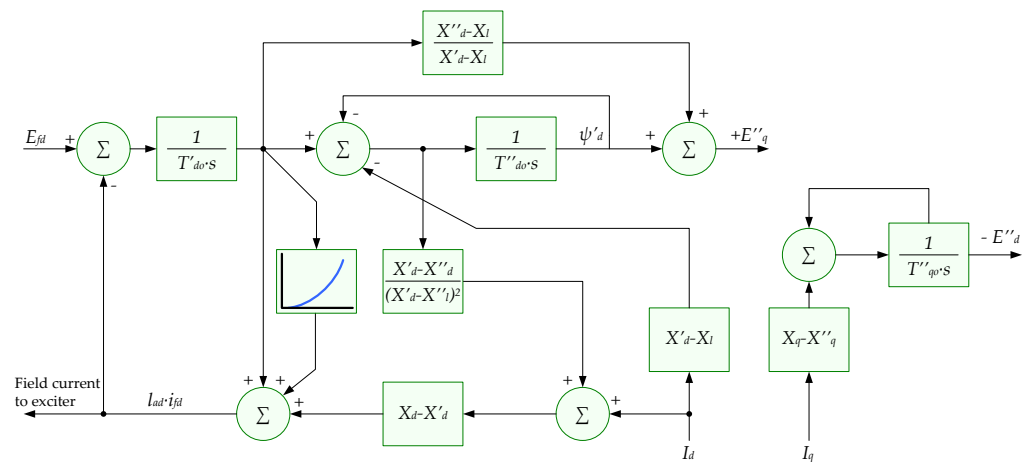 X''d-Xl
X'd-Xl
-
+
Efd
+
Σ
1
T'do·s
+
Σ
-
1
T''do·s
ψ'd
+
Σ
+E''q
-
Σ
1
T''qo·s
- E''d
X'd-X''d
(X'd-X''l)²
X'd-Xl
Xq-X''q
Field current
to exciter
lad·ifd
+ +
Σ
+
Xd-X'd
+
Σ
+
Id
Iq